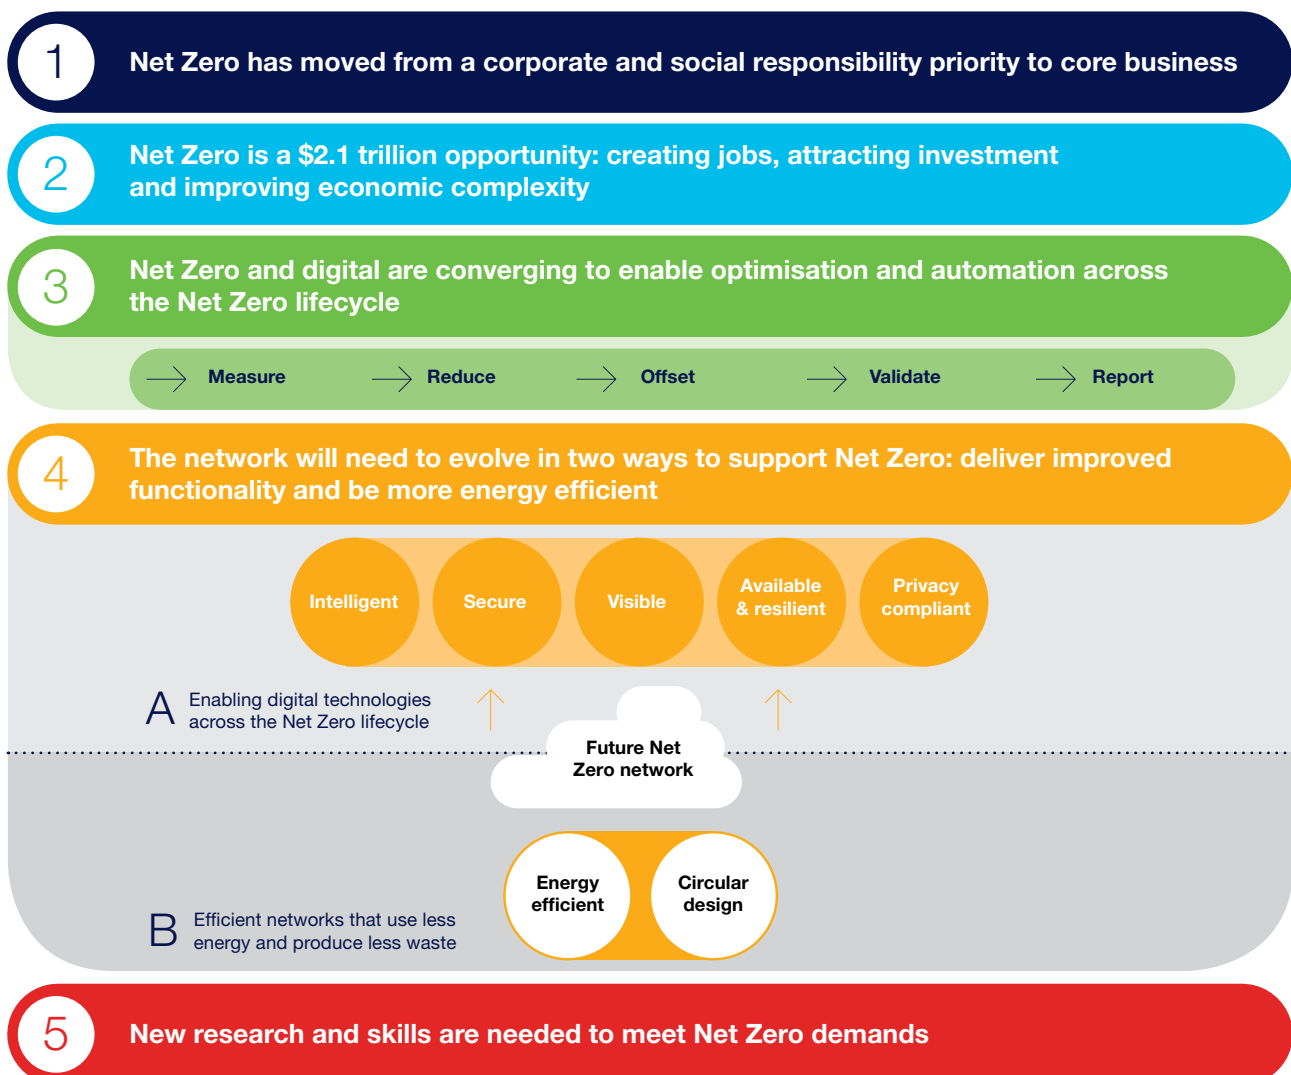 1
Net Zero has moved from a corporate and social responsibility priority to core business
2
Net Zero is a $2.1 trillion opportunity: creating jobs, attracting investment
and improving economic complexity
3
Net Zero and digital are converging to enable optimisation and automation across
the Net Zero lifecycle
Measure
Reduce
Offset
Validate
Report
4
The network will need to evolve in two ways to support Net Zero: deliver improved
functionality and be more energy efficient
Intelligent
Secure
Visible
Available
& resilient
Privacy
compliant
A
Enabling digital technologies
across the Net Zero lifecycle
Future Net
Zero network
Energy
efficient
Circular
design
B
Efficient networks that use less
energy and produce less waste
5
New research and skills are needed to meet Net Zero demands